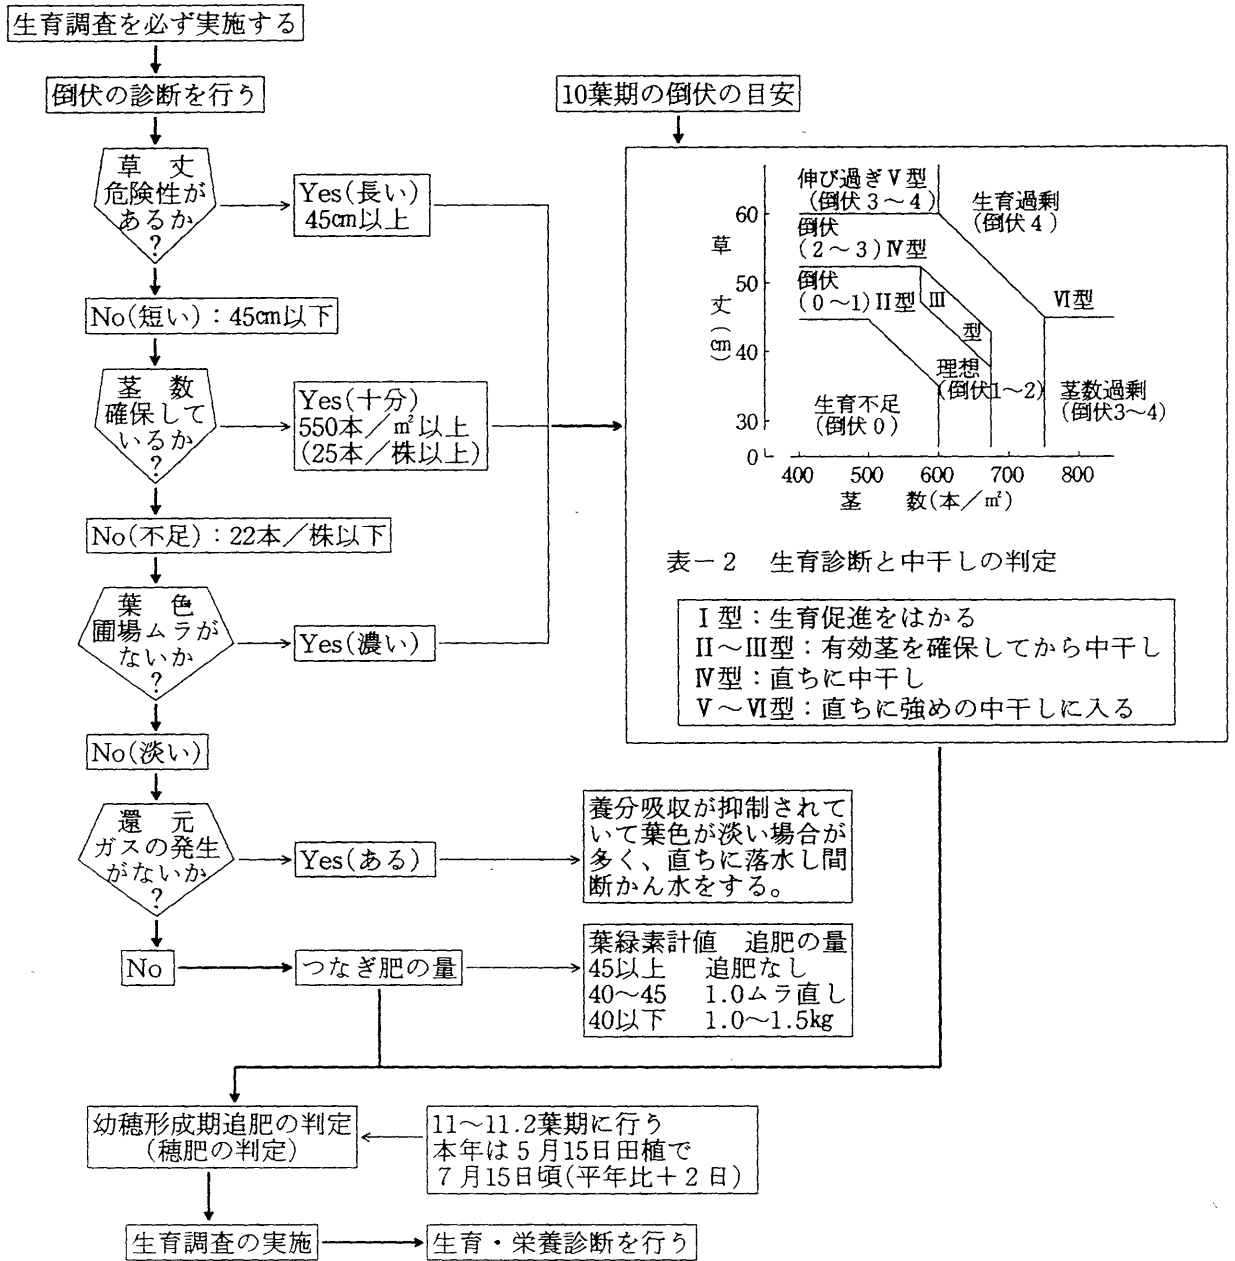 生育調査を必ず実施する
倒伏の診断を行う
草 丈
危険性が
あるか
?
Yes(長い)
45㎝以上
No(短い):45㎝以下
茎 数
確保して
いるか
?
Yes(十分)
550本/㎡以上
(25本/株以上)
No(不足):22本/株以下
葉 色
圃場ムラが
ないか
?
Yes(濃い)
No(淡い)
還 元
ガスの発生
がないか
?
Yes(ある)
養分吸収が抑制されて
いて葉色が淡い場合が
多く、直ちに落水し間
断かん水をする。
No
つなぎ肥の量
葉緑素計値 追肥の量
45以上 追肥なし
40~45 1.0ムラ直し
40以下 1.0~1.5kg
10葉期の倒伏の目安
草丈(㎝)
60
50
40
30
0
伸び過ぎⅤ型
(倒伏3~4)
生育過剰
(倒伏4)
倒伏
(2~3)Ⅳ型
倒伏
(0~1)Ⅱ型
Ⅲ型
Ⅵ型
理想
(倒伏1~2)
生育不足
(倒伏0)
茎数過剰
(倒伏3~4)
400 500 600 700 800
茎 数(本/㎡)
表-2 生育診断と中干しの判定
Ⅰ型:生育促進をはかる
Ⅱ~Ⅲ型:有効茎を確保してから中干し
Ⅳ型:直ちに中干し
Ⅴ~Ⅵ型:直ちに強めの中干しに入る
幼穂形成期追肥の判定
(穂肥の判定)
11~11.2葉期に行う
本年は5月15日田植で
7月15日頃(平年比+2日)
生育調査の実施
生育・栄養診断を行う